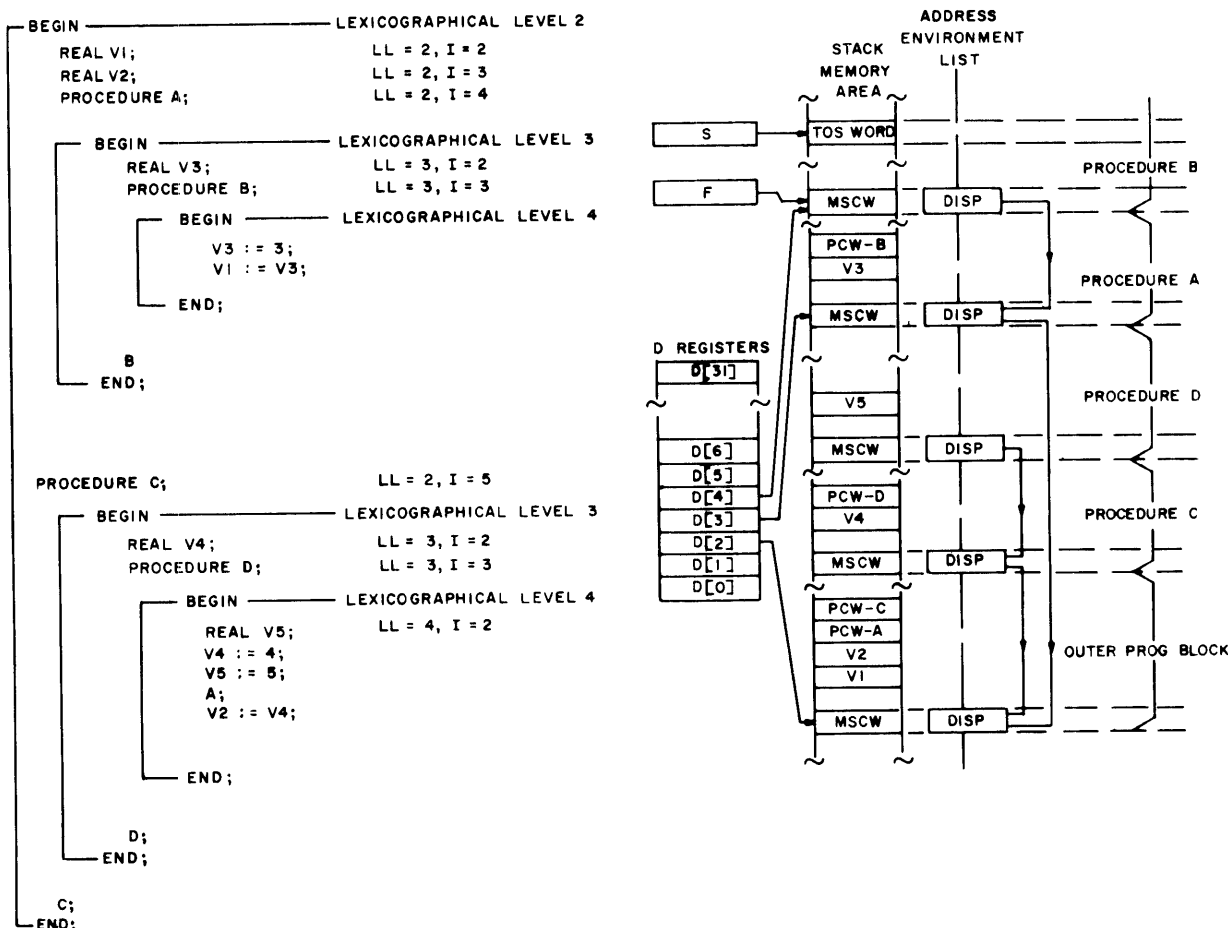 BEGIN LEXICOGRAPHICAL LEVEL 2
REAL V1; LL = 2, I = 2
REAL V2; LL = 2, I = 3
PROCEDURE A; LL = 2, I = 4
BEGIN LEXICOGRAPHICAL LEVEL 3
REAL V3; LL = 3, I = 2
PROCEDURE B; LL = 3, I = 3
BEGIN LEXICOGRAPHICAL LEVEL 4
V3 := 3;
V1 := V3;
END;
B
END;
PROCEDURE C; LL = 2, I = 5
BEGIN LEXICOGRAPHICAL LEVEL 3
REAL V4; LL = 3, I = 2
PROCEDURE D; LL = 3, I = 3
BEGIN LEXICOGRAPHICAL LEVEL 4
REAL V5; LL = 4, I = 2
V4 := 4;
V5 := 5;
A;
V2 := V4;
END;
D;
END;
C;
END;
STACK
MEMORY
AREA
ADDRESS
ENVIRONMENT
LIST
S
TOS WORD
PROCEDURE B
F
MSCW
DISP
PCW-B
V3
PROCEDURE A
MSCW
DISP
D REGISTERS
D[31]
V5
PROCEDURE D
D[6]
MSCW
DISP
D[5]
D[4]
PCW-D
D[3]
V4
PROCEDURE C
D[2]
D[1]
MSCW
DISP
D[0]
PCW-C
PCW-A
V2
OUTER PROG BLOCK
V1
MSCW
DISP